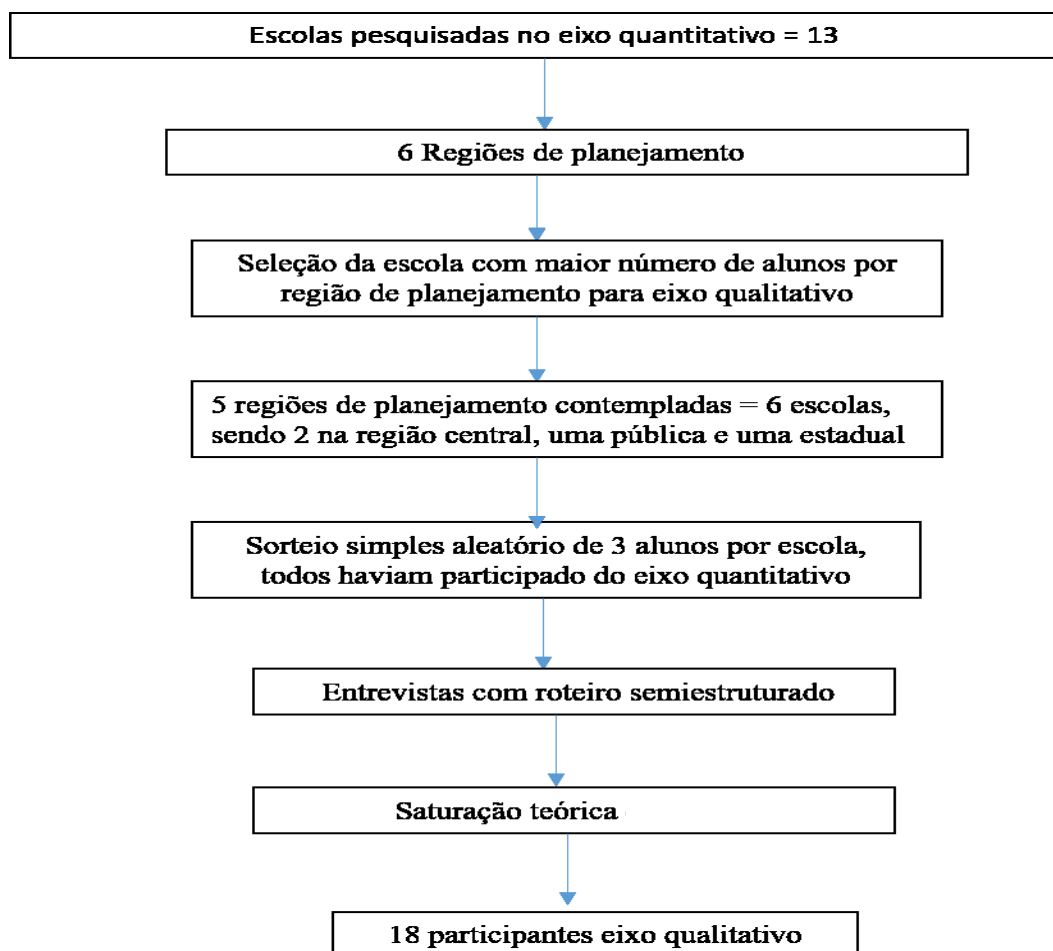 Escolas pesquisadas no eixo quantitativo = 13
6 Regiões de planejamento
Seleção da escola com maior número de alunos por
região de planejamento para eixo qualitativo
5 regiões de planejamento contempladas = 6 escolas,
sendo 2 na região central, uma pública e uma estadual
Sorteio simples aleatório de 3 alunos por escola,
todos haviam participado do eixo quantitativo
Entrevistas com roteiro semiestruturado
Saturação teórica
18 participantes eixo qualitativo